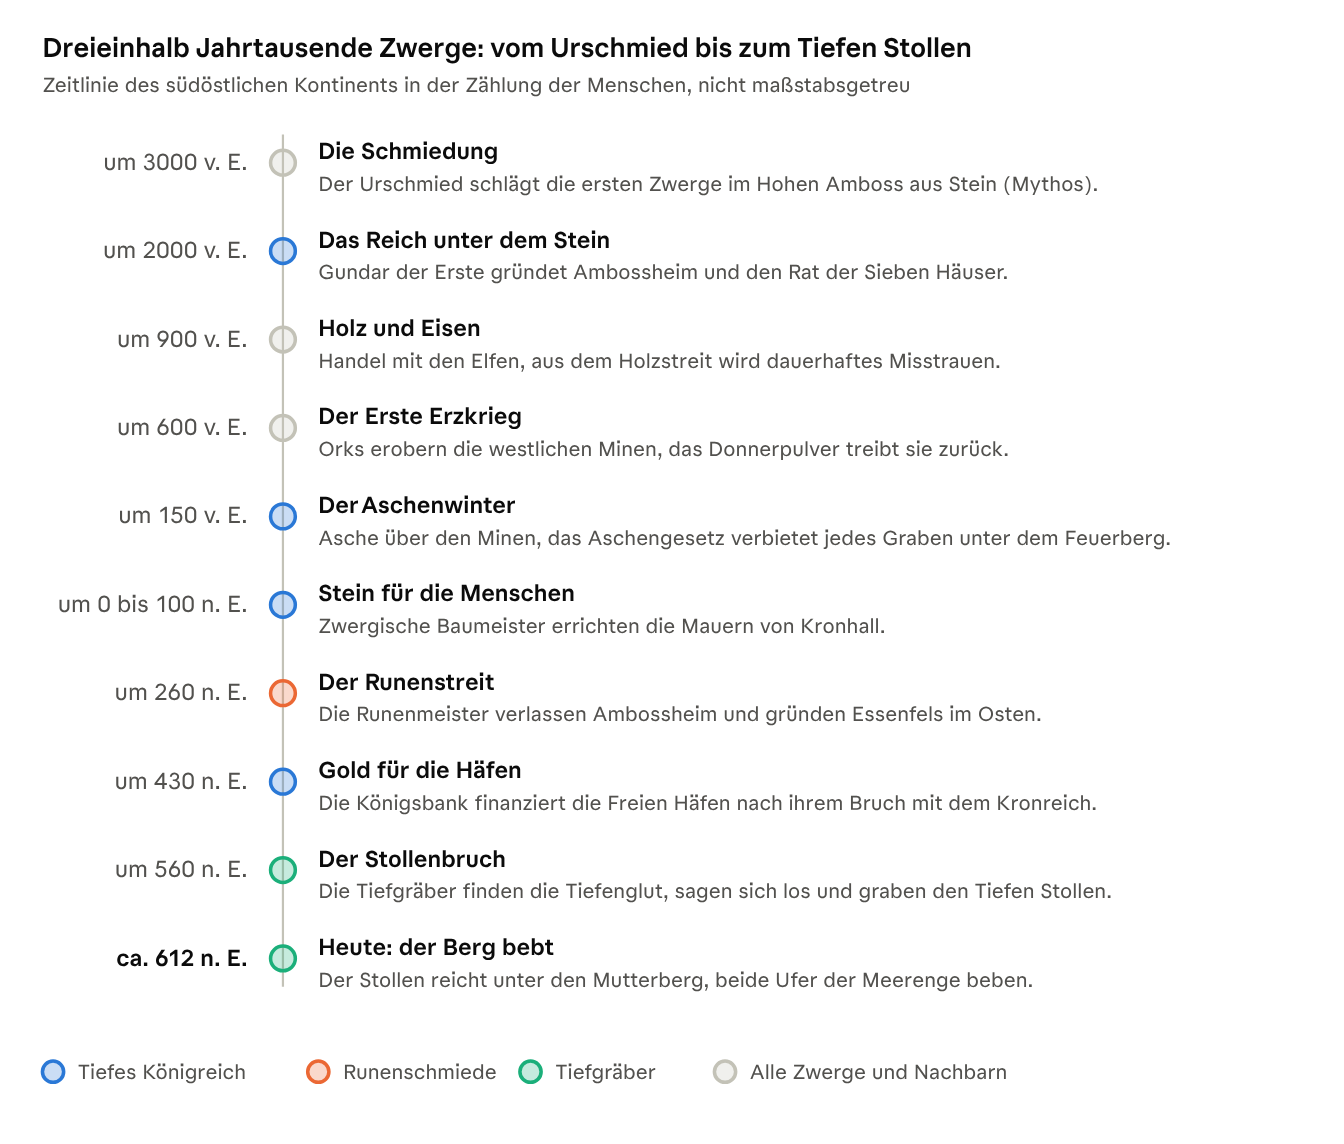 Dreieinhalb Jahrtausende Zwerge: vom Urschmied bis zum Tiefen Stollen
Zeitlinie des südöstlichen Kontinents in der Zählung der Menschen, nicht maßstabsgetreu
um 3000 v. E.
Die Schmiedung
Der Urschmied schlägt die ersten Zwerge im Hohen Amboss aus Stein (Mythos).
um 2000 v. E.
Das Reich unter dem Stein
Gundar der Erste gründet Ambossheim und den Rat der Sieben Häuser.
um 900 v. E.
Holz und Eisen
Handel mit den Elfen, aus dem Holzstreit wird dauerhaftes Misstrauen.
um 600 v. E.
Der Erste Erzkrieg
Orks erobern die westlichen Minen, das Donnerpulver treibt sie zurück.
um 150 v. E.
Der Aschenwinter
Asche über den Minen, das Aschengesetz verbietet jedes Graben unter dem Feuerberg.
um 0 bis 100 n. E.
Stein für die Menschen
Zwergische Baumeister errichten die Mauern von Kronhall.
um 260 n. E.
Der Runenstreit
Die Runenmeister verlassen Ambossheim und gründen Essenfels im Osten.
um 430 n. E.
Gold für die Häfen
Die Königsbank finanziert die Freien Häfen nach ihrem Bruch mit dem Kronreich.
um 560 n. E.
Der Stollenbruch
Die Tiefgräber finden die Tiefenglut, sagen sich los und graben den Tiefen Stollen.
ca. 612 n. E.
Heute: der Berg bebt
Der Stollen reicht unter den Mutterberg, beide Ufer der Meerenge beben.
Tiefes Königreich
Runenschmiede
Tiefgräber
Alle Zwerge und Nachbarn